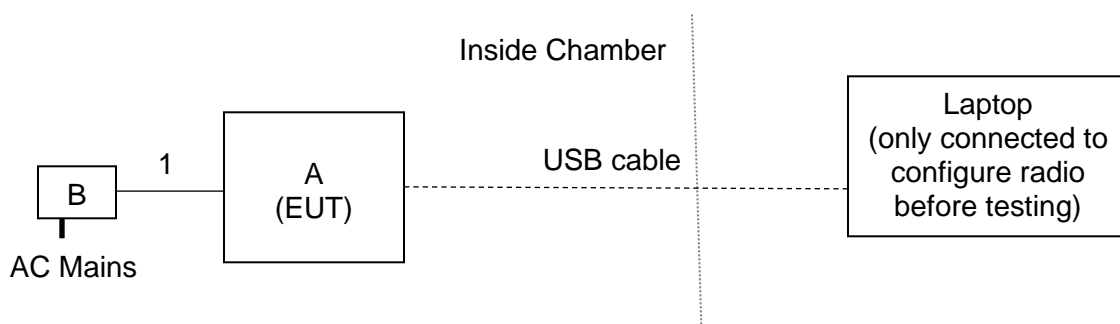 Inside Chamber
Laptop
(only connected to
configure radio
before testing)
1
USB cable
A
(EUT)
B
AC Mains